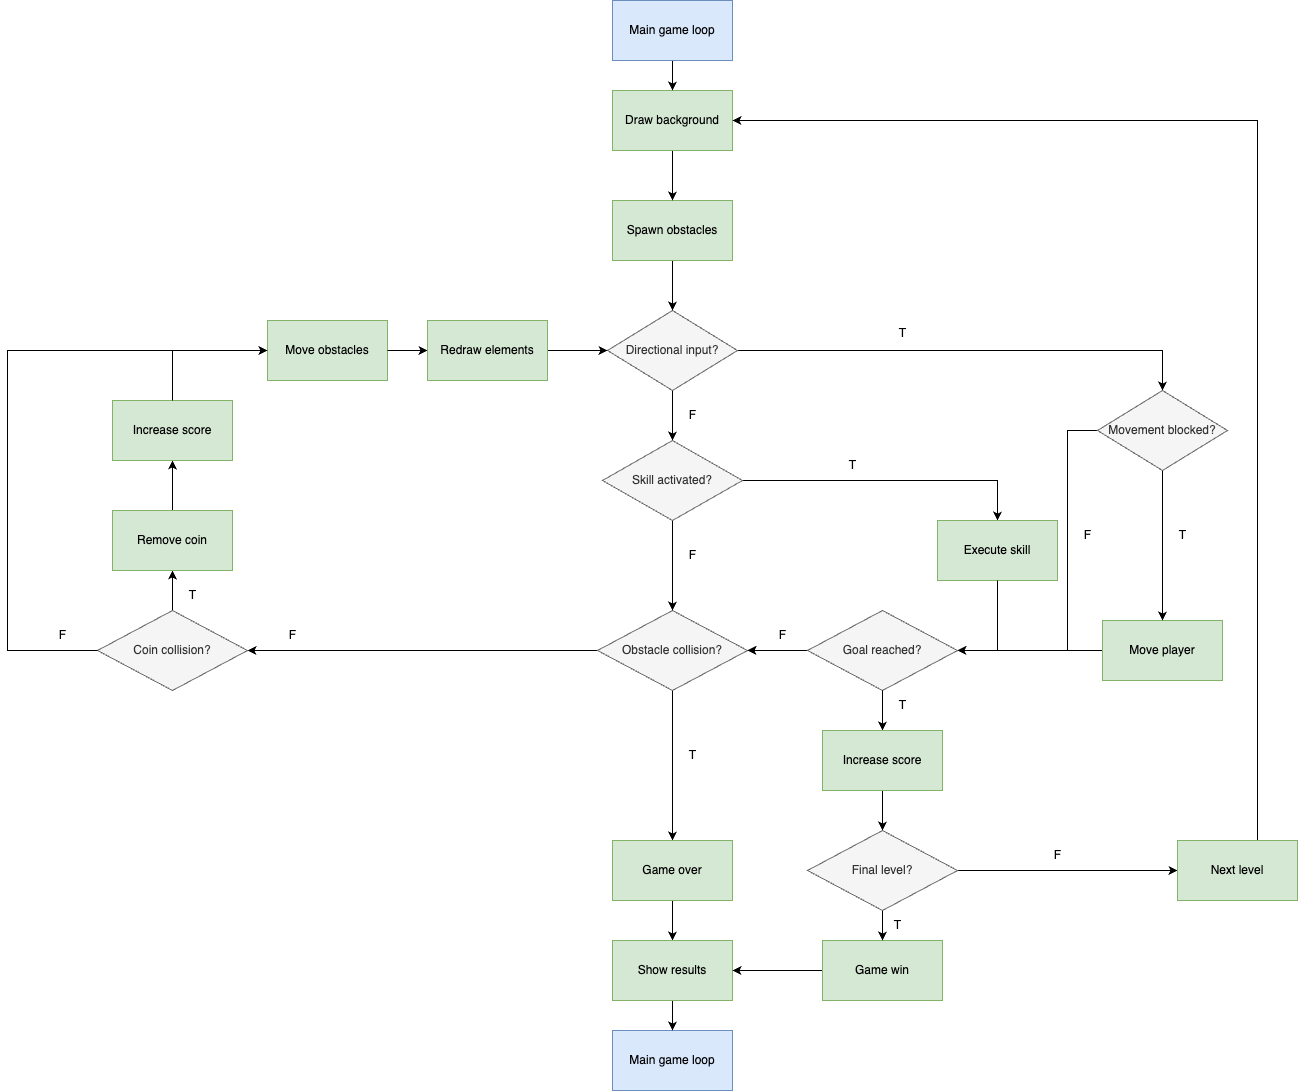 Main game loop
Draw background
Spawn obstacles
Move obstacles
Redraw elements
Directional input?
T
F
Movement blocked?
Increase score
Skill activated?
T
Remove coin
F
Execute skill
F
T
T
F
Coin collision?
F
Obstacle collision?
F
Goal reached?
Move player
T
T
Increase score
Game over
Final level?
F
Next level
T
Show results
Game win
Main game loop